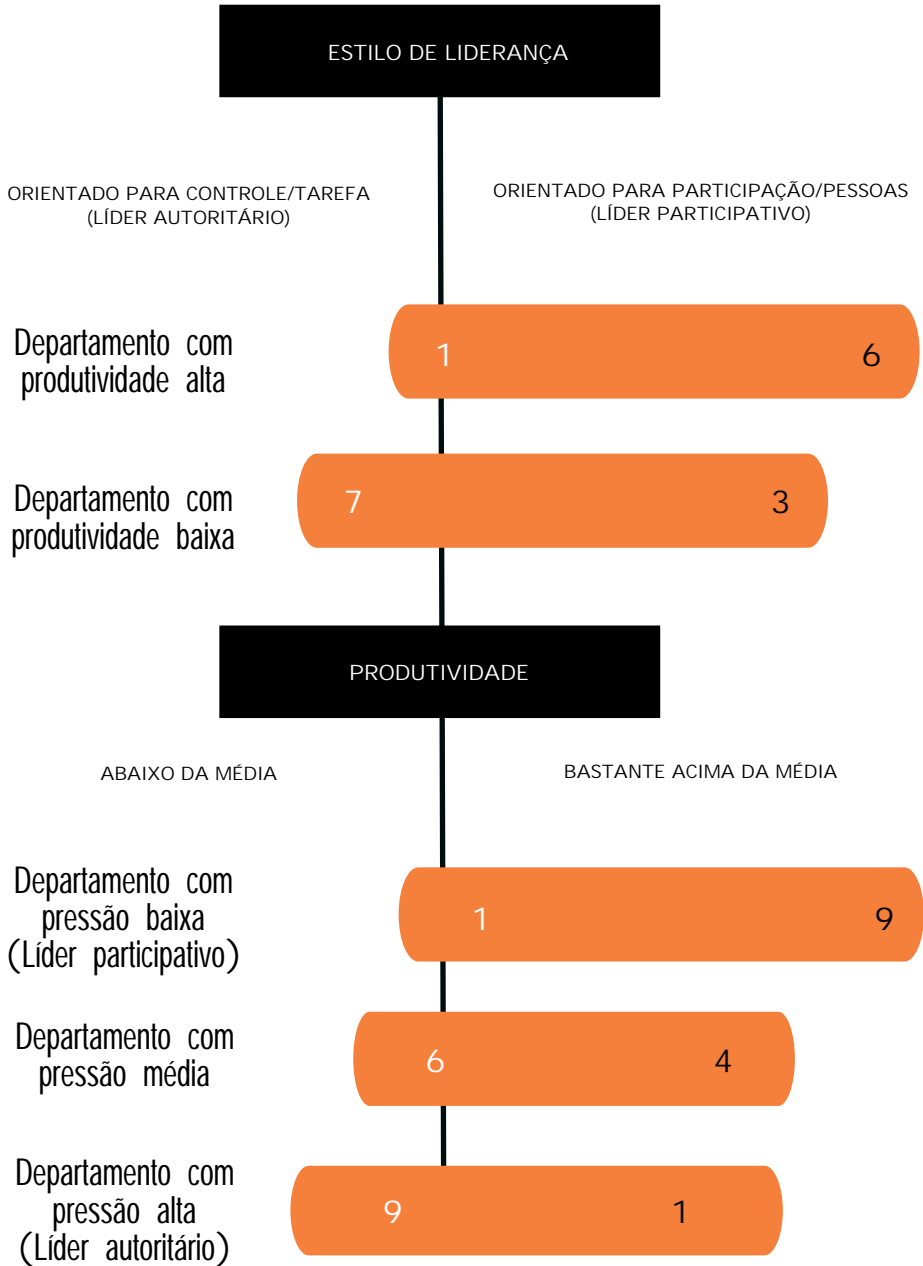 ESTILO DE LIDERANÇA
ORIENTADO PARA CONTROLE/TAREFA
(LÍDER AUTORITÁRIO)
ORIENTADO PARA PARTICIPAÇÃO/PESSOAS
(LÍDER PARTICIPATIVO)
Departamento com
produtividade alta
1
6
Departamento com
produtividade baixa
7
3
PRODUTIVIDADE
ABAIXO DA MÉDIA
BASTANTE ACIMA DA MÉDIA
Departamento com
pressão baixa
(Líder participativo)
1
9
Departamento com
pressão média
6
4
Departamento com
pressão alta
(Líder autoritário)
9
1